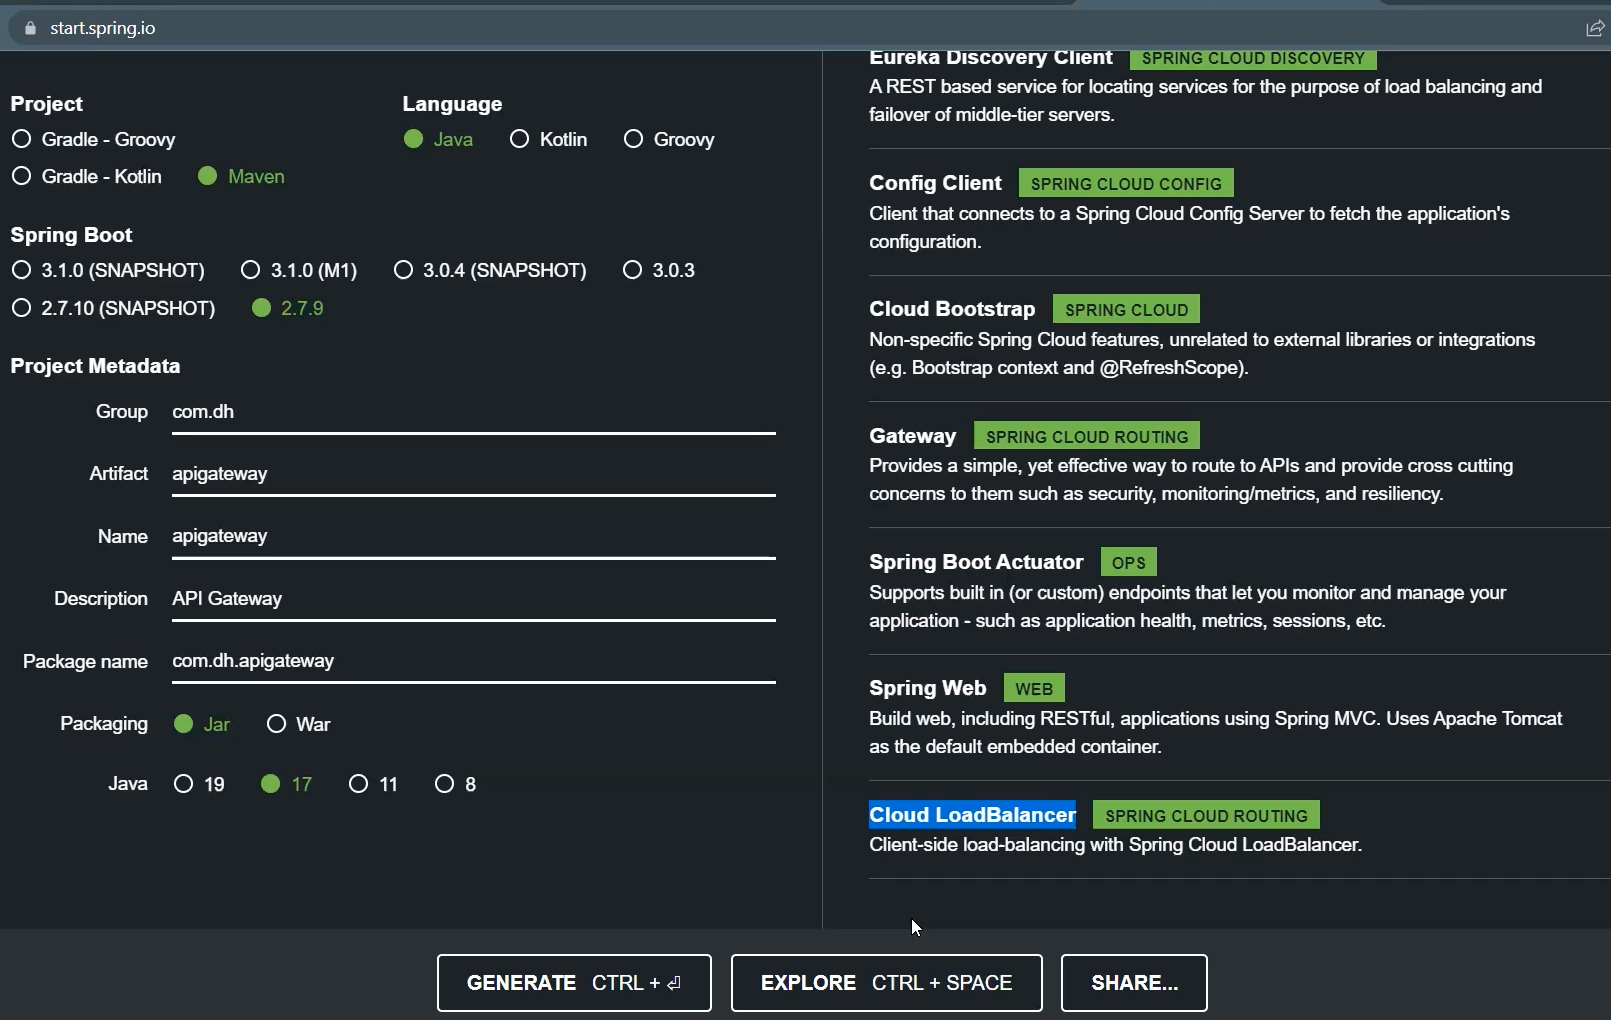 start.spring.io
Project
Gradle - Groovy
Gradle - Kotlin Maven
Language
Java Kotlin Groovy
Spring Boot
3.1.0 (SNAPSHOT) 3.1.0 (M1) 3.0.4 (SNAPSHOT) 3.0.3
2.7.10 (SNAPSHOT) 2.7.9
Project Metadata
Group com.dh
Artifact apigateway
Name apigateway
Description API Gateway
Package name com.dh.apigateway
Packaging Jar War
Java 19 17 11 8
Eureka Discovery Client SPRING CLOUD DISCOVERY
A REST based service for locating services for the purpose of load balancing and
failover of middle-tier servers.
Config Client SPRING CLOUD CONFIG
Client that connects to a Spring Cloud Config Server to fetch the application's
configuration.
Cloud Bootstrap SPRING CLOUD
Non-specific Spring Cloud features, unrelated to external libraries or integrations
(e.g. Bootstrap context and @RefreshScope).
Gateway SPRING CLOUD ROUTING
Provides a simple, yet effective way to route to APIs and provide cross cutting
concerns to them such as security, monitoring/metrics, and resiliency.
Spring Boot Actuator OPS
Supports built in (or custom) endpoints that let you monitor and manage your
application - such as application health, metrics, sessions, etc.
Spring Web WEB
Build web, including RESTful, applications using Spring MVC. Uses Apache Tomcat
as the default embedded container.
Cloud LoadBalancer SPRING CLOUD ROUTING
Client-side load-balancing with Spring Cloud LoadBalancer.
GENERATE CTRL + ⏎ EXPLORE CTRL + SPACE SHARE...